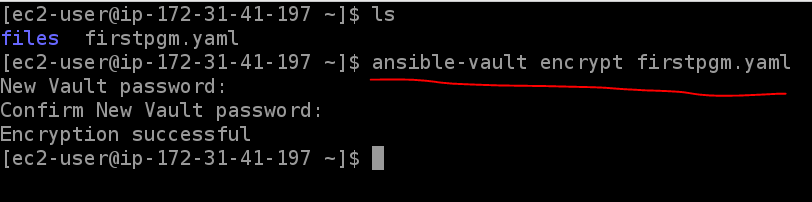 [ec2-user@ip-172-31-41-197 ~]$ ls
files  firstpgm.yaml
[ec2-user@ip-172-31-41-197 ~]$ ansible-vault encrypt firstpgm.yaml
New Vault password:
Confirm New Vault password:
Encryption successful
[ec2-user@ip-172-31-41-197 ~]$